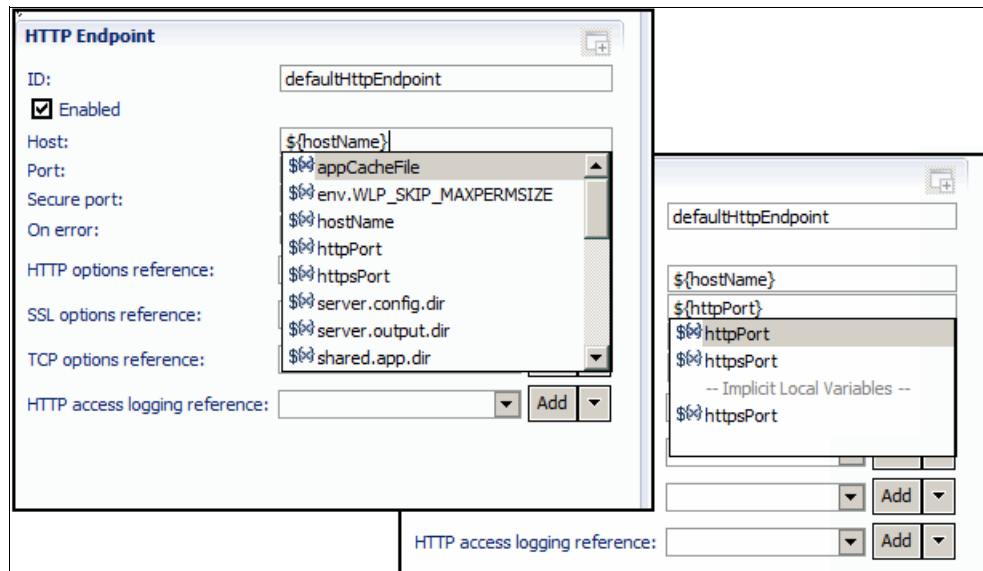 HTTP Endpoint
ID:
defaultHttpEndpoint
Enabled
Host:
${hostName}
Port:
Secure port:
On error:
HTTP options reference:
SSL options reference:
TCP options reference:
HTTP access logging reference:
Add
appCacheFile
env.WLP_SKIP_MAXPERMSIZE
hostName
httpPort
httpsPort
server.config.dir
server.output.dir
shared.app.dir
defaultHttpEndpoint
${hostName}
${httpPort}
httpPort
httpsPort
-- Implicit Local Variables --
httpsPort
Add
HTTP access logging reference:
Add